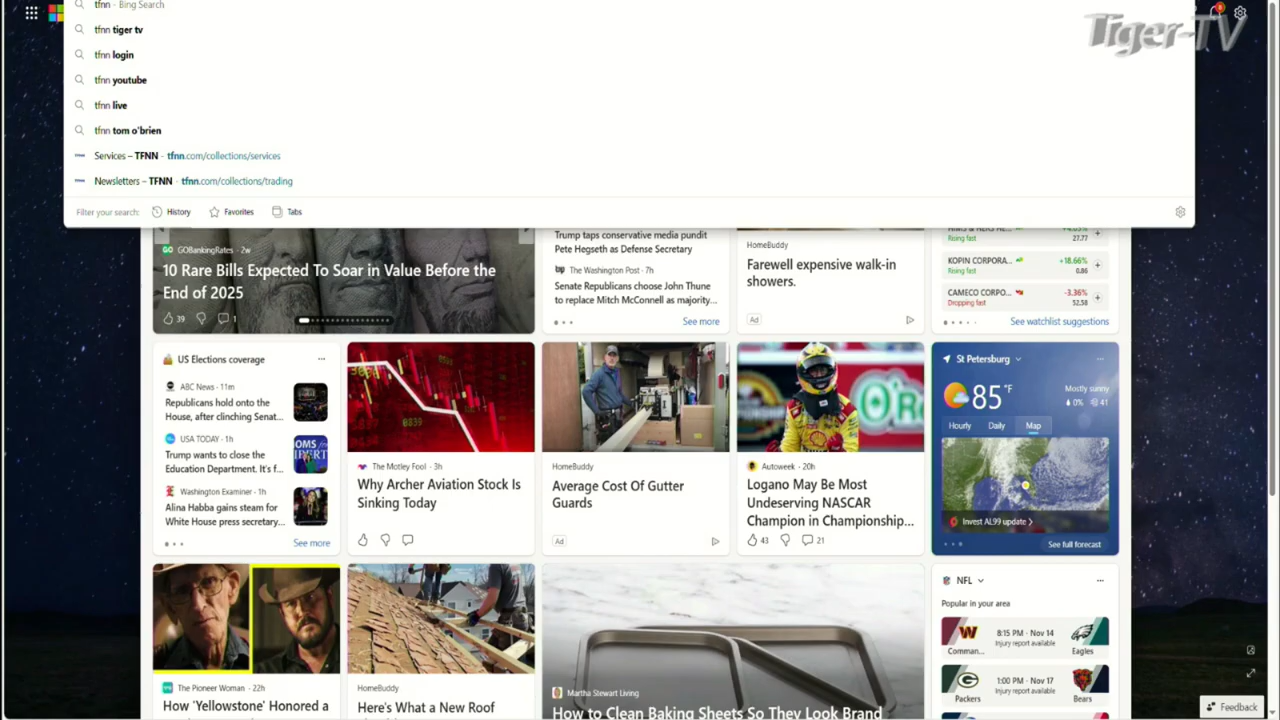 tfnn - Bing Search
8
Tiger-TV
tfnn tiger tv
tfnn login
tfnn youtube
tfnn live
tfnn tom o'brien
Services – TFNN - tfnn.com/collections/services
Newsletters – TFNN - tfnn.com/collections/trading
Filter your search:
History
Favorites
Tabs
GO GOBankingRates · 2w
10 Rare Bills Expected To Soar in Value Before the
End of 2025
39
1
Trump taps conservative media pundit
Pete Hegseth as Defense Secretary
wp The Washington Post · 7h
Senate Republicans choose John Thune
to replace Mitch McConnell as majority...
See more
HomeBuddy
Farewell expensive walk-in
showers.
Ad
Rising fast
27.77
KOPIN CORPORA...
+18.66%
Rising fast
0.86
CAMECO CORPO...
-3.36%
Dropping fast
52.58
See watchlist suggestions
US Elections coverage
ABC News · 11m
Republicans hold onto the
House, after clinching Senat...
USA TODAY · 1h
Trump wants to close the
Education Department. It's f...
Washington Examiner · 1h
Alina Habba gains steam for
White House press secretary...
See more
The Motley Fool · 3h
Why Archer Aviation Stock Is
Sinking Today
HomeBuddy
Average Cost Of Gutter
Guards
Ad
Autoweek · 20h
Logano May Be Most
Undeserving NASCAR
Champion in Championship...
43
21
St Petersburg
85 °F
Mostly sunny
0%
41
Hourly
Daily
Map
Invest AL99 update
See full forecast
The Pioneer Woman · 22h
How 'Yellowstone' Honored a
HomeBuddy
Here's What a New Roof
Martha Stewart Living
How to Clean Baking Sheets So They Look Brand
NFL
Popular in your area
8:15 PM · Nov 14
Injury report available
Comman...
Eagles
1:00 PM · Nov 17
Injury report available
Packers
Bears
Feedback